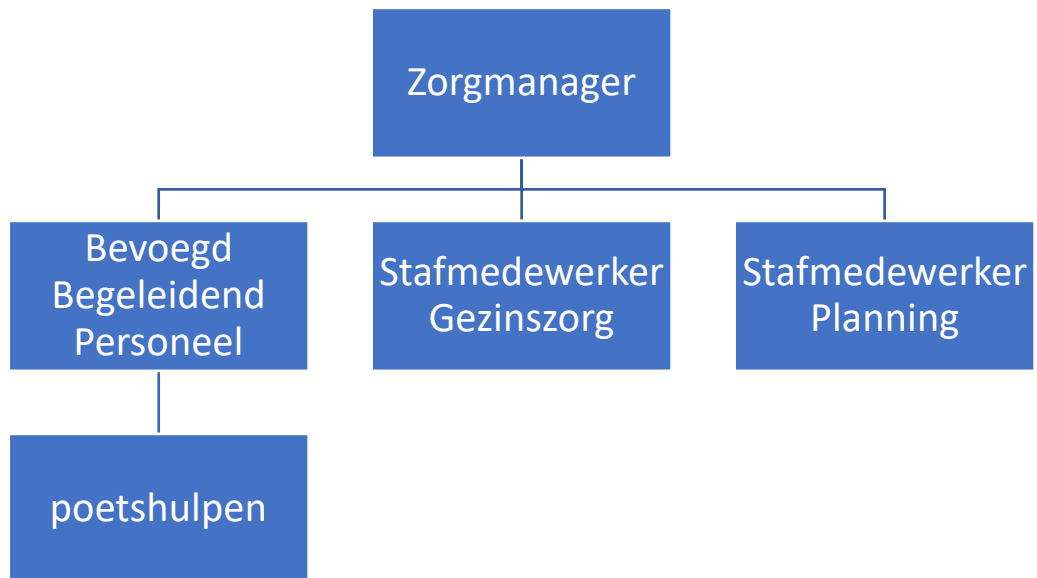 Zorgmanager
Bevoegd
Begeleidend
Personeel
Stafmedewerker
Gezinszorg
Stafmedewerker
Planning
poetshulpen